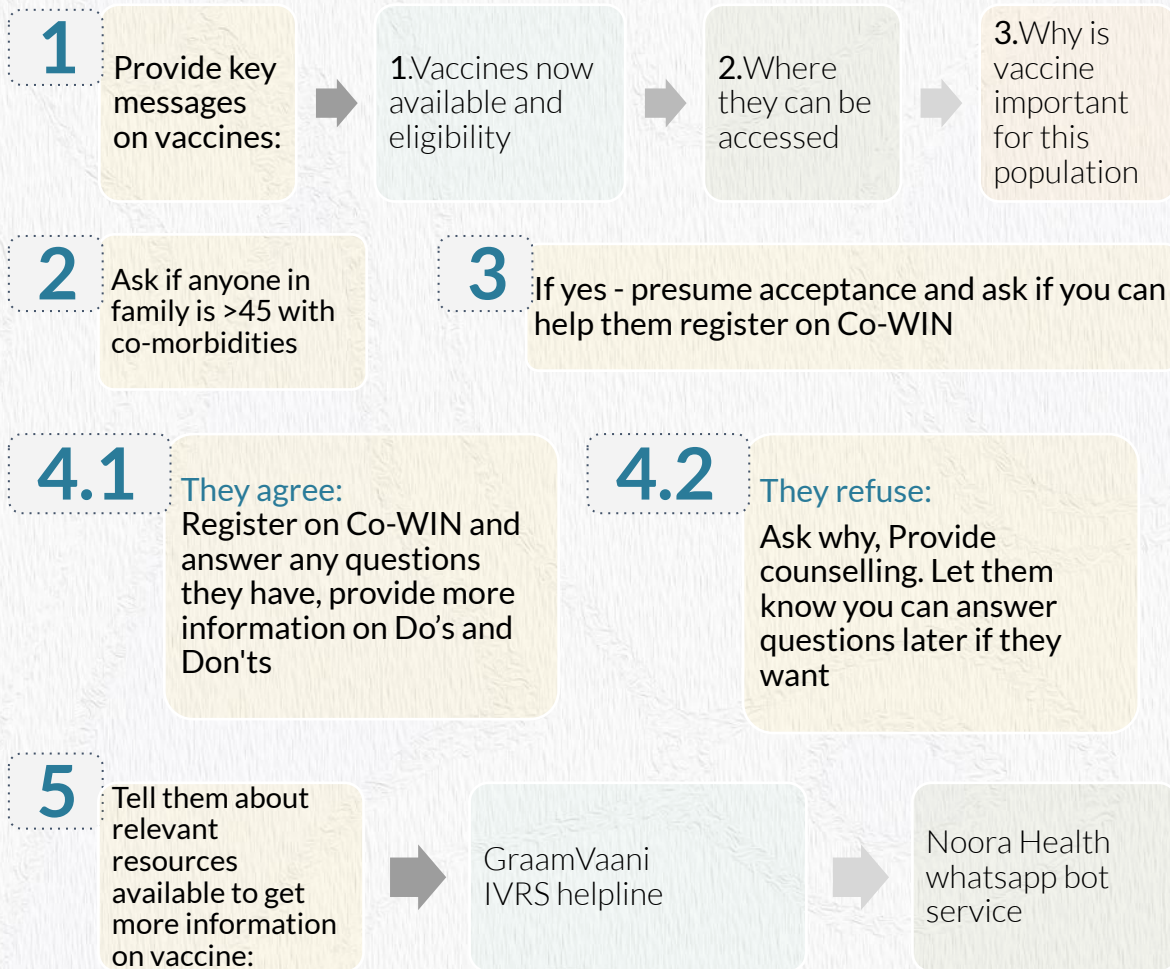 1
Provide key
messages
on vaccines:
1.Vaccines now
available and
eligibility
2.Where
they can be
accessed
3.Why is
vaccine
important
for this
population
2
Ask if anyone in
family is >45 with
co-morbidities
3
If yes - presume acceptance and ask if you can
help them register on Co-WIN
4.1
They agree:
Register on Co-WIN and
answer any questions
they have, provide more
information on Do’s and
Don'ts
4.2
They refuse:
Ask why, Provide
counselling. Let them
know you can answer
questions later if they
want
5
Tell them about
relevant
resources
available to get
more information
on vaccine:
GraamVaani
IVRS helpline
Noora Health
whatsapp bot
service